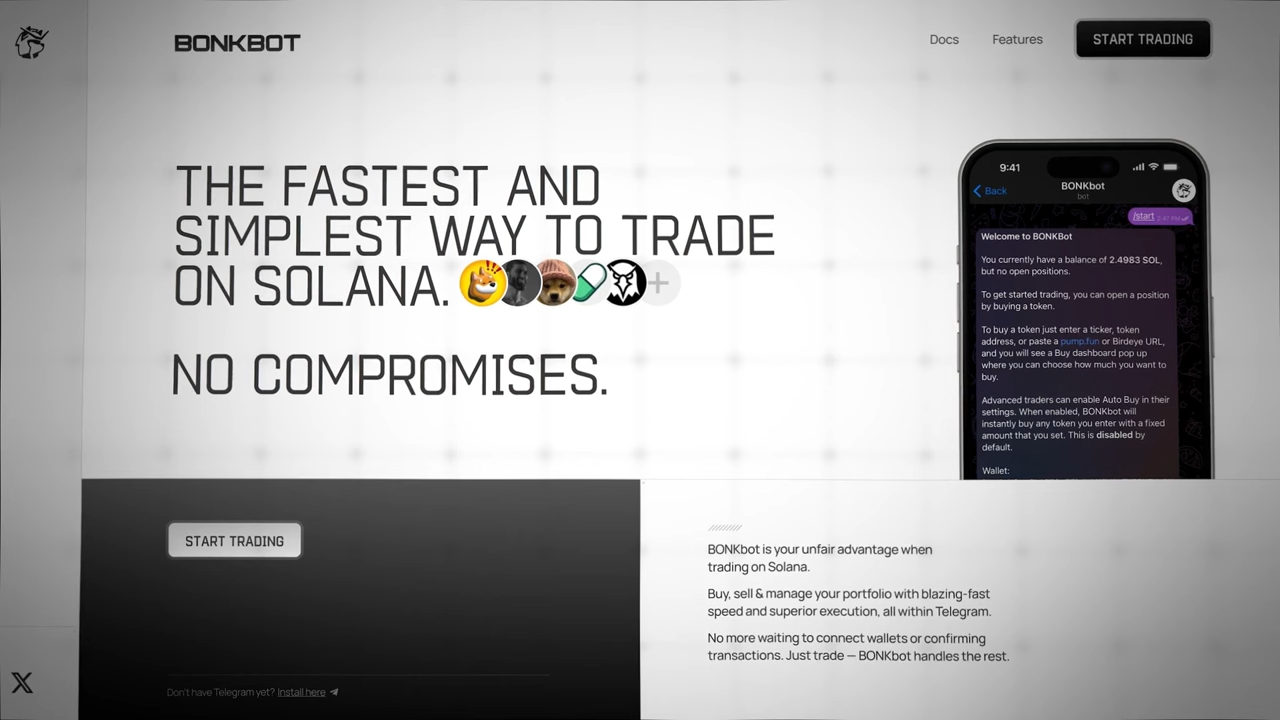 BONKBOT
Docs
Features
START TRADING
THE FASTEST AND
SIMPLEST WAY TO TRADE
ON SOLANA.
NO COMPROMISES.
9:41
Back
BONKbot
bot
/start 2:47 PM
Welcome to BONKBot
You currently have a balance of 2.4983 SOL,
but no open positions.
To get started trading, you can open a position
by buying a token.
To buy a token just enter a ticker, token
address, or paste a pump.fun or Birdeye URL,
and you will see a Buy dashboard pop up
where you can choose how much you want to
buy.
Advanced traders can enable Auto Buy in their
settings. When enabled, BONKbot will
instantly buy any token you enter with a fixed
amount that you set. This is disabled by
default.
Wallet:
START TRADING
Don't have Telegram yet? Install here
BONKbot is your unfair advantage when
trading on Solana.
Buy, sell & manage your portfolio with blazing-fast
speed and superior execution, all within Telegram.
No more waiting to connect wallets or confirming
transactions. Just trade — BONKbot handles the rest.